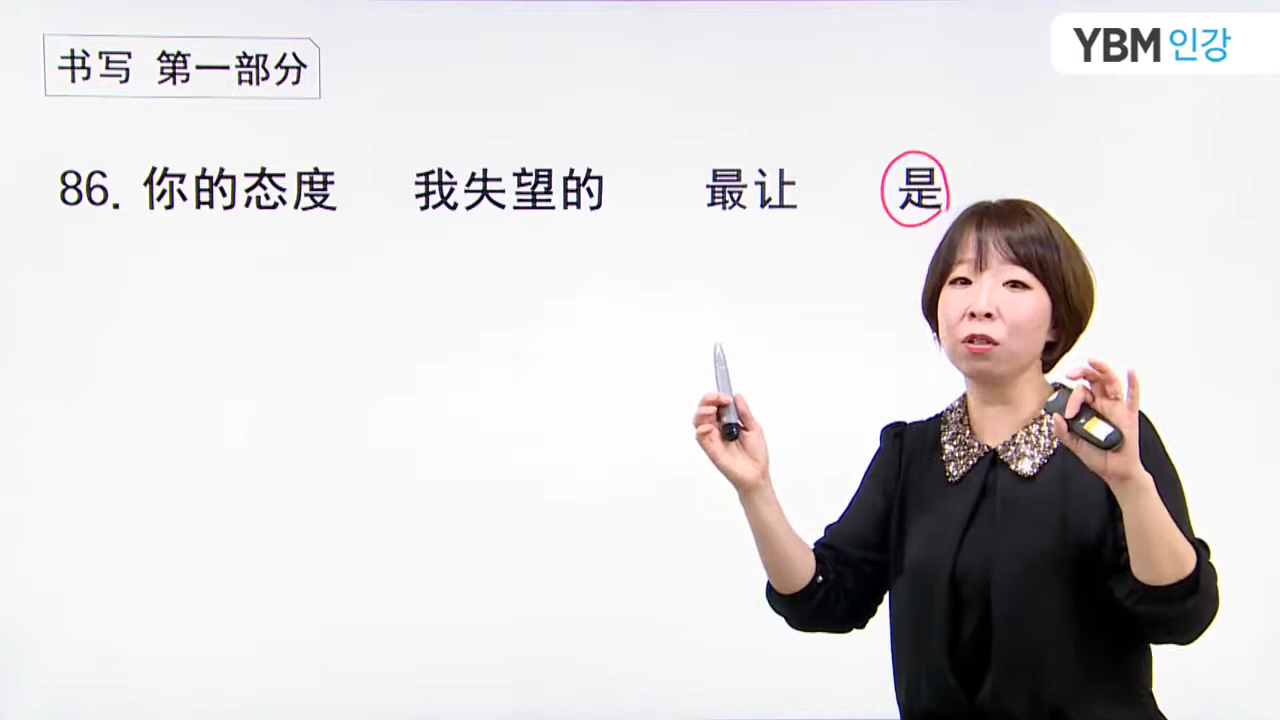 书写 第一部分
YBM 인강
86. 你的态度 我失望的 最让 是